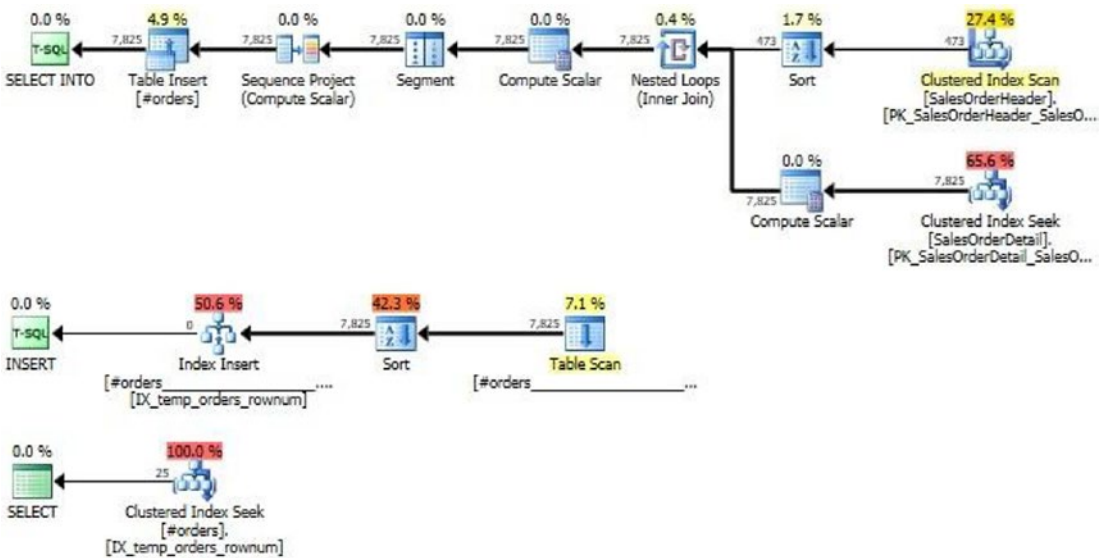 0.0 % 4.9 % 0.0 % 0.0 % 0.0 % 0.4 % 1.7 % 27.4 %
T-SQL 7,825 7,825 7,825 7,825 7,825 473 473
SELECT INTO Table Insert Sequence Project Segment Compute Scalar Nested Loops Sort Clustered Index Scan
[#orders] (Compute Scalar) (Inner Join) [SalesOrderHeader].
[PK_SalesOrderHeader_SalesO...
0.0 % 65.6 %
7,825 7,825
Compute Scalar Clustered Index Seek
[SalesOrderDetail].
[PK_SalesOrderDetail_SalesO...
0.0 % 50.6 % 42.3 % 7.1 %
T-SQL 0 7,825 7,825
INSERT Index Insert Sort Table Scan
[#orders____________________.... [#orders____________________...
[IX_temp_orders_rownum]
0.0 % 100.0 %
25
SELECT Clustered Index Seek
[#orders].
[IX_temp_orders_rownum]